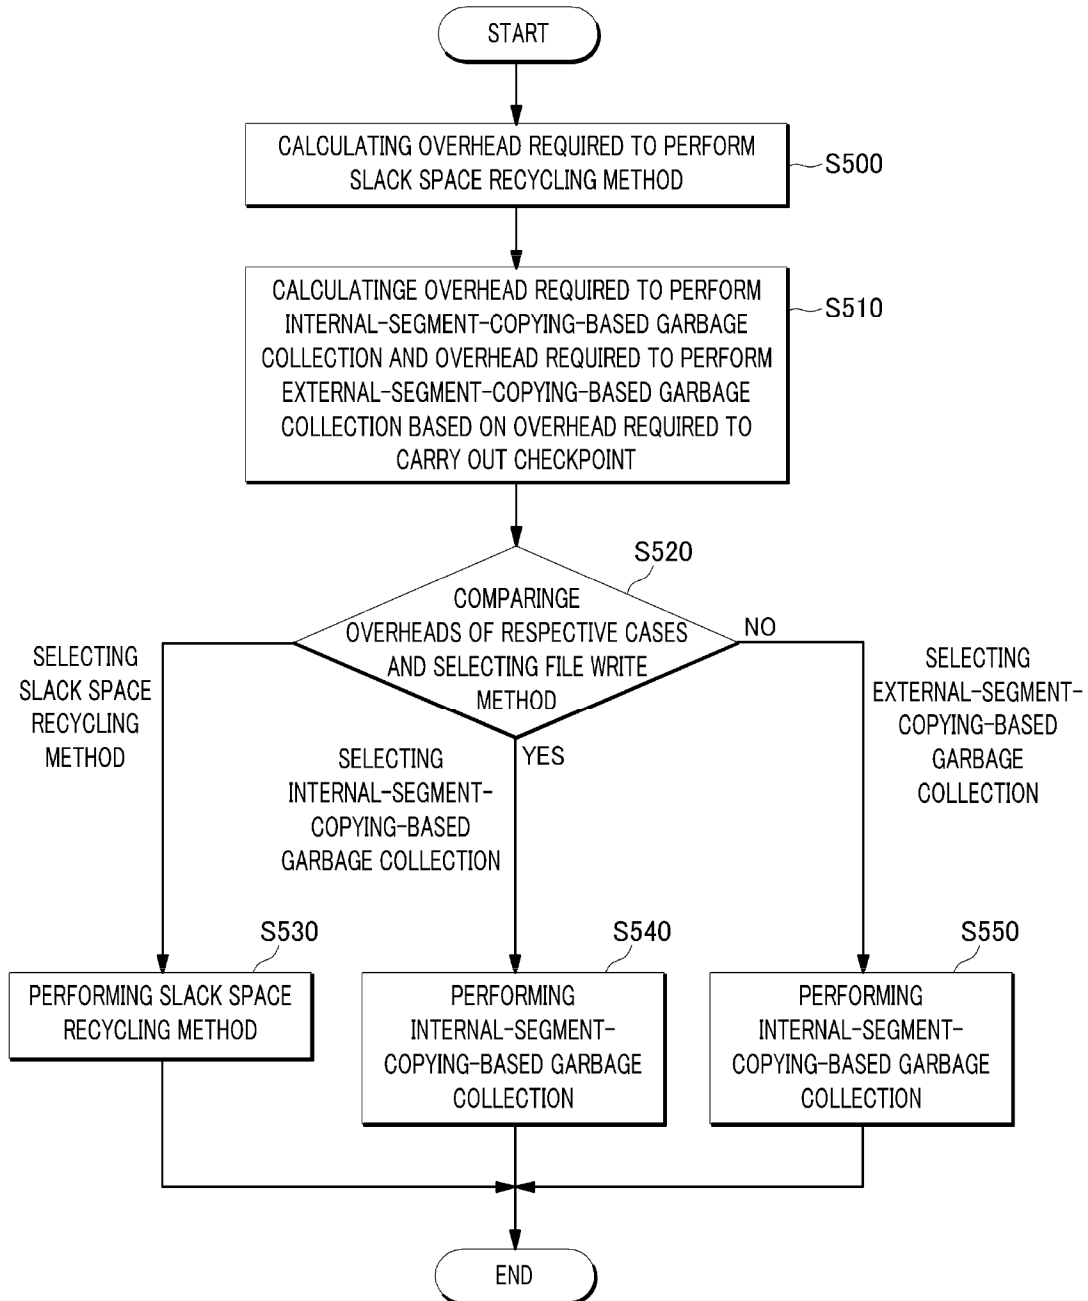 START
CALCULATING OVERHEAD REQUIRED TO PERFORM
SLACK SPACE RECYCLING METHOD
S500
CALCULATINGE OVERHEAD REQUIRED TO PERFORM
INTERNAL-SEGMENT-COPYING-BASED GARBAGE
COLLECTION AND OVERHEAD REQUIRED TO PERFORM
EXTERNAL-SEGMENT-COPYING-BASED GARBAGE
COLLECTION BASED ON OVERHEAD REQUIRED TO
CARRY OUT CHECKPOINT
S510
S520
COMPARINGE
OVERHEADS OF RESPECTIVE CASES
AND SELECTING FILE WRITE
METHOD
NO
YES
SELECTING
SLACK SPACE
RECYCLING
METHOD
SELECTING
INTERNAL-SEGMENT-
COPYING-BASED
GARBAGE COLLECTION
SELECTING
EXTERNAL-SEGMENT-
COPYING-BASED
GARBAGE
COLLECTION
S530
PERFORMING SLACK SPACE
RECYCLING METHOD
S540
PERFORMING
INTERNAL-SEGMENT-
COPYING-BASED GARBAGE
COLLECTION
S550
PERFORMING
INTERNAL-SEGMENT-
COPYING-BASED GARBAGE
COLLECTION
END